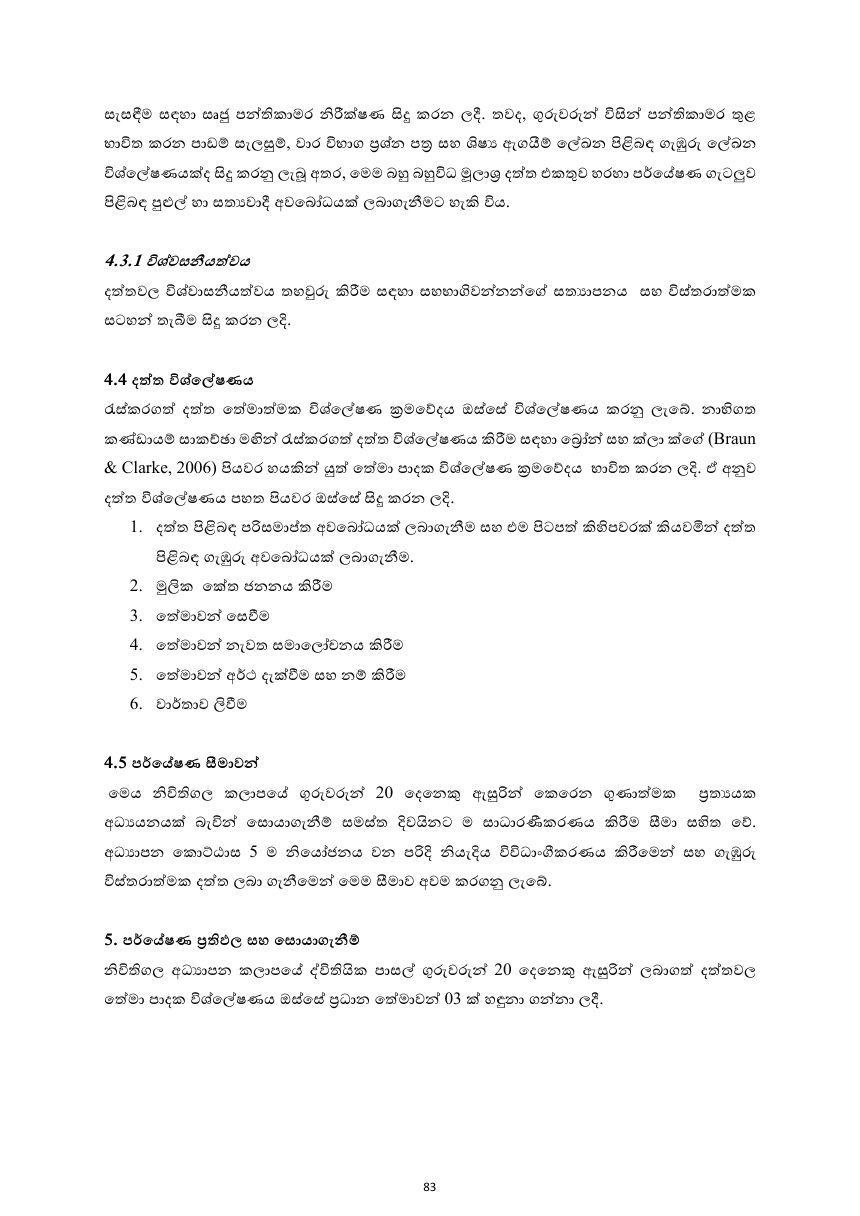 සැසඳීම සඳහා සෘජු පන්තිකාමර නිරීක්ෂණ සිදු කරන ලදී. තවද, ගුරුවරුන් විසින් පන්තිකාමර තුළ
භාවිත කරන පාඩම් සැලසුම්, වාර විභාග ප්‍රශ්න පත්‍ර සහ ශිෂ්‍ය ඇගයීම් ලේඛන පිළිබඳ ගැඹුරු ලේඛන
විශ්ලේෂණයක්ද සිදු කරනු ලැබූ අතර, මෙම බහු බහුවිධ මූලාශ්‍ර දත්ත එකතුව හරහා පර්යේෂණ ගැටලුව
පිළිබඳ පුළුල් හා සත්‍යවාදී අවබෝධයක් ලබාගැනීමට හැකි විය.
4.3.1 විශ්වසනීයත්වය
දත්තවල විශ්වාසනීයත්වය තහවුරු කිරීම සඳහා සහභාගිවන්නන්ගේ සත්‍යාපනය සහ විස්තරාත්මක
සටහන් තැබීම සිදු කරන ලදි.
4.4 දත්ත විශ්ලේෂණය
රැස්කරගත් දත්ත තේමාත්මක විශ්ලේෂණ ක්‍රමවේදය ඔස්සේ විශ්ලේෂණය කරනු ලැබේ. නාභිගත
කණ්ඩායම් සාකච්ඡා මඟින් රැස්කරගත් දත්ත විශ්ලේෂණය කිරීම සඳහා බ්‍රෝන් සහ ක්ලා ක්ගේ (Braun
& Clarke, 2006) පියවර හයකින් යුත් තේමා පාදක විශ්ලේෂණ ක්‍රමවේදය භාවිත කරන ලදි. ඒ අනුව
දත්ත විශ්ලේෂණය පහත පියවර ඔස්සේ සිදු කරන ලදි.
1. දත්ත පිළිබඳ පරිසමාප්ත අවබෝධයක් ලබාගැනීම සහ එම පිටපත් කිහිපවරක් කියවමින් දත්ත
පිළිබඳ ගැඹුරු අවබෝධයක් ලබාගැනීම.
2. මුලික කේත ජනනය කිරීම
3. තේමාවන් සෙවීම
4. තේමාවන් නැවත සමාලෝචනය කිරීම
5. තේමාවන් අර්ථ දැක්වීම සහ නම් කිරීම
6. වාර්තාව ලිවීම
4.5 පර්යේෂණ සීමාවන්
මෙය නිවිතිගල කලාපයේ ගුරුවරුන් 20 දෙනෙකු ඇසුරින් කෙරෙන ගුණාත්මක ප්‍රත්‍යයක
අධ්‍යයනයක් බැවින් සොයාගැනීම් සමස්ත දිවයිනට ම සාධාරණීකරණය කිරීම සීමා සහිත වේ.
අධ්‍යාපන කොට්ඨාස 5 ම නියෝජනය වන පරිදි නියැදිය විවිධාංගීකරණය කිරීමෙන් සහ ගැඹුරු
විස්තරාත්මක දත්ත ලබා ගැනීමෙන් මෙම සීමාව අවම කරගනු ලැබේ.
5. පර්යේෂණ ප්‍රතිඵල සහ සොයාගැනීම්
නිවිතිගල අධ්‍යාපන කලාපයේ ද්විතියික පාසල් ගුරුවරුන් 20 දෙනෙකු ඇසුරින් ලබාගත් දත්තවල
තේමා පාදක විශ්ලේෂණය ඔස්සේ ප්‍රධාන තේමාවන් 03 ක් හඳුනා ගන්නා ලදී.
83